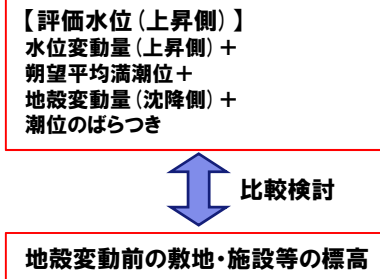 【評価水位(上昇側)】
水位変動量(上昇側)+
朔望平均満潮位+
地殻変動量(沈降側)+
潮位のばらつき
比較検討
地殻変動前の敷地・施設等の標高